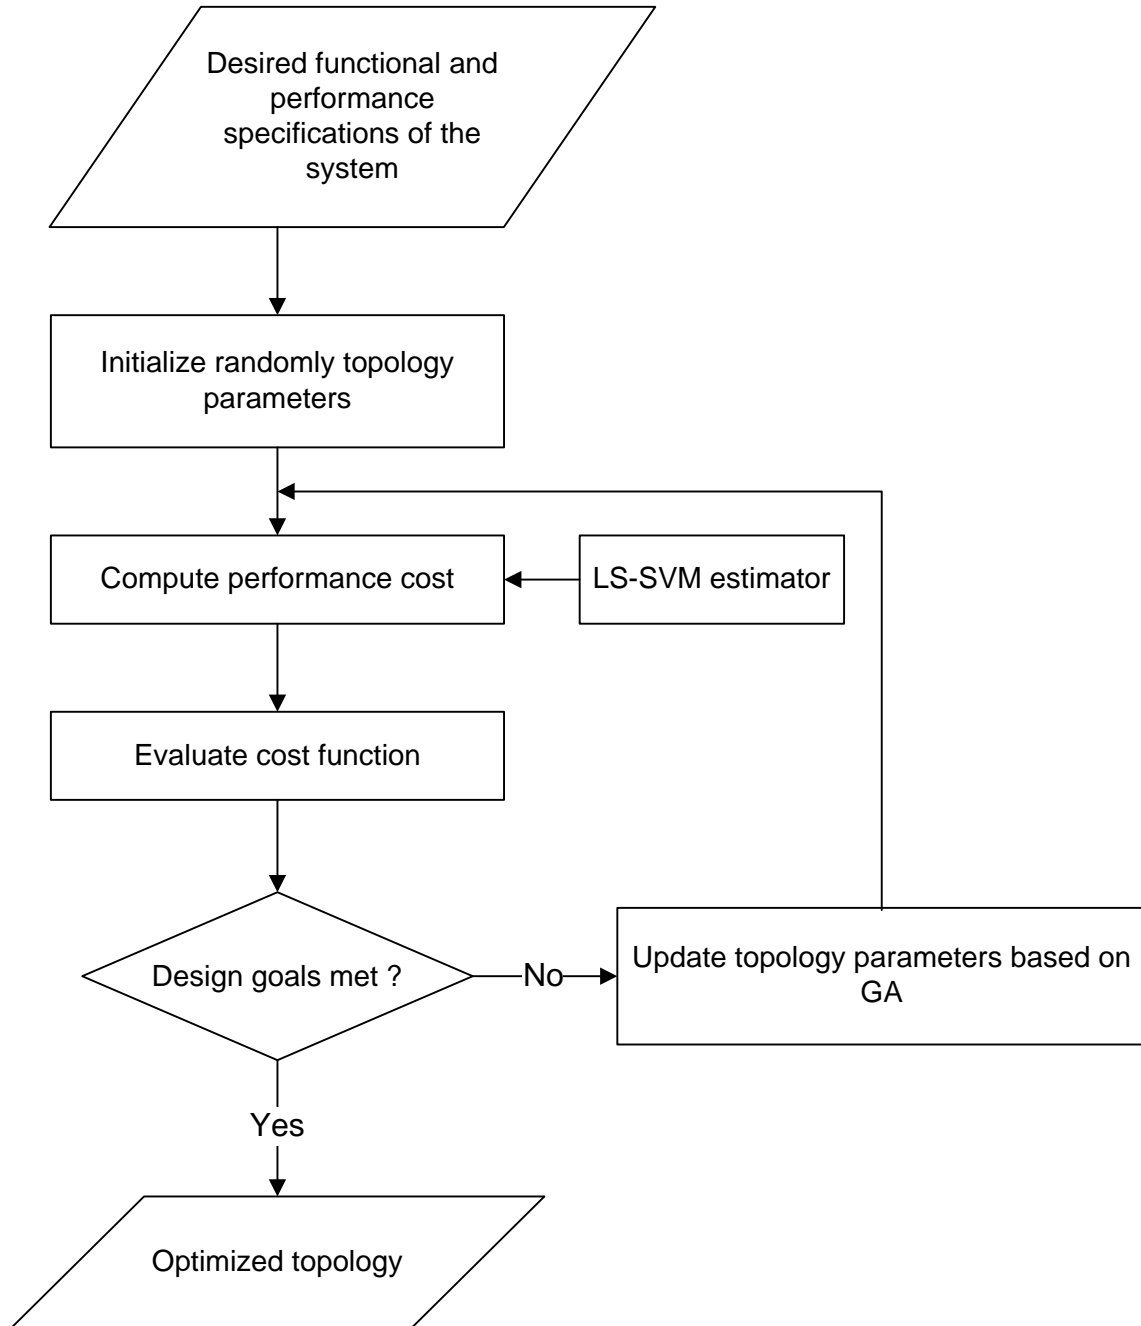 Desired functional and
performance
specifications of the
system
Initialize randomly topology
parameters
Compute performance cost
LS-SVM estimator
Evaluate cost function
Design goals met ?
No
Update topology parameters based on
GA
Yes
Optimized topology